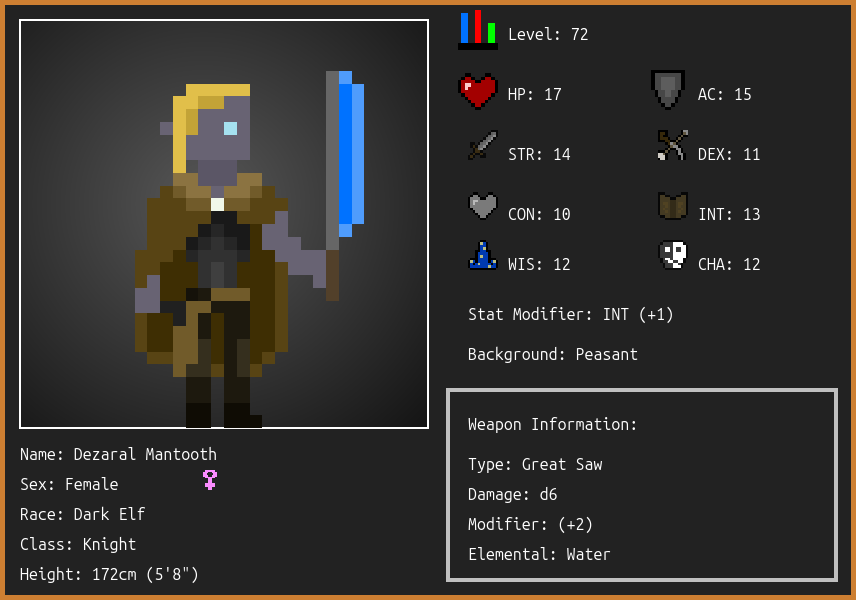 Level: 72
HP: 17
AC: 15
STR: 14
DEX: 11
CON: 10
INT: 13
WIS: 12
CHA: 12
Stat Modifier: INT (+1)
Background: Peasant
Weapon Information:
Type: Great Saw
Damage: d6
Modifier: (+2)
Elemental: Water
Name: Dezaral Mantooth
Sex: Female
Race: Dark Elf
Class: Knight
Height: 172cm (5'8")